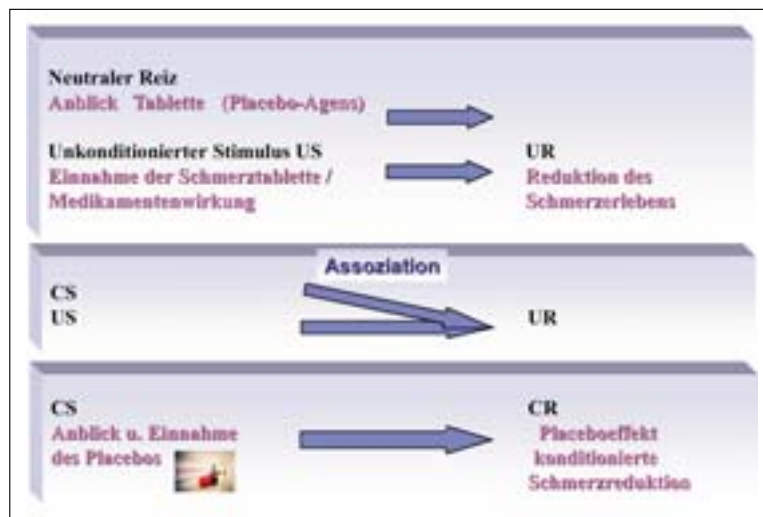 Neutraler Reiz
Anblick Tablette (Placebo-Agens)
Unkonditionierter Stimulus US
Einnahme der Schmerztablette /
Medikamentenwirkung
UR
Reduktion des
Schmerzerlebens
Assoziation
CS
US
UR
CS
Anblick u. Einnahme
des Placebos
CR
Placeboeffekt
konditionierte
Schmerzreduktion